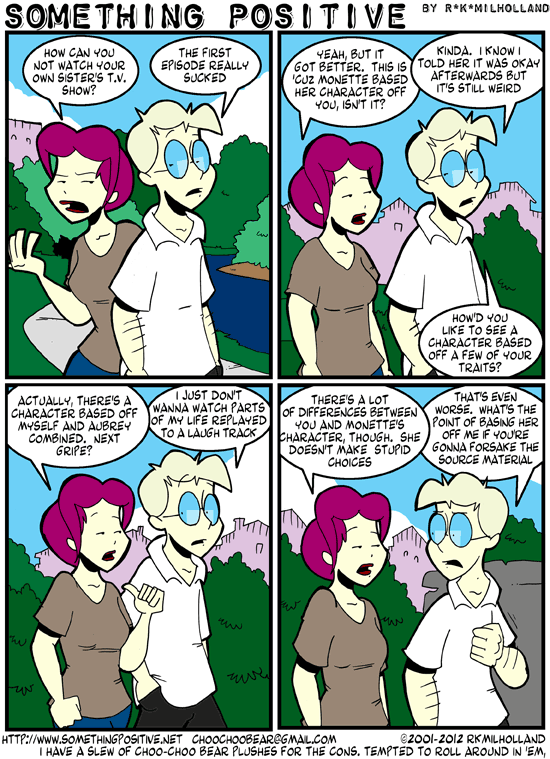 SOMETHING POSITIVE BY R*K*MILHOLLAND
HOW CAN YOU
NOT WATCH YOUR
OWN SISTER'S T.V.
SHOW?
THE FIRST
EPISODE REALLY
SUCKED
YEAH, BUT IT
GOT BETTER. THIS IS
'CUZ MONETTE BASED
HER CHARACTER OFF
YOU, ISN'T IT?
KINDA. I KNOW I
TOLD HER IT WAS OKAY
AFTERWARDS BUT
IT'S STILL WEIRD
HOW'D YOU
LIKE TO SEE A
CHARACTER BASED
OFF A FEW OF YOUR
TRAITS?
ACTUALLY, THERE'S A
CHARACTER BASED OFF
MYSELF AND AUBREY
COMBINED. NEXT
GRIPE?
I JUST DON'T
WANNA WATCH PARTS
OF MY LIFE REPLAYED
TO A LAUGH TRACK
THERE'S A LOT
OF DIFFERENCES BETWEEN
YOU AND MONETTE'S
CHARACTER, THOUGH. SHE
DOESN'T MAKE STUPID
CHOICES
THAT'S EVEN
WORSE. WHAT'S THE
POINT OF BASING HER
OFF ME IF YOU'RE
GONNA FORSAKE THE
SOURCE MATERIAL
HTTP://WWW.SOMETHINGPOSITIVE.NET CHOOCHOOBEAR@GMAIL.COM ©2001-2012 RKMILHOLLAND
I HAVE A SLEW OF CHOO-CHOO BEAR PLUSHES FOR THE CONS. TEMPTED TO ROLL AROUND IN 'EM,